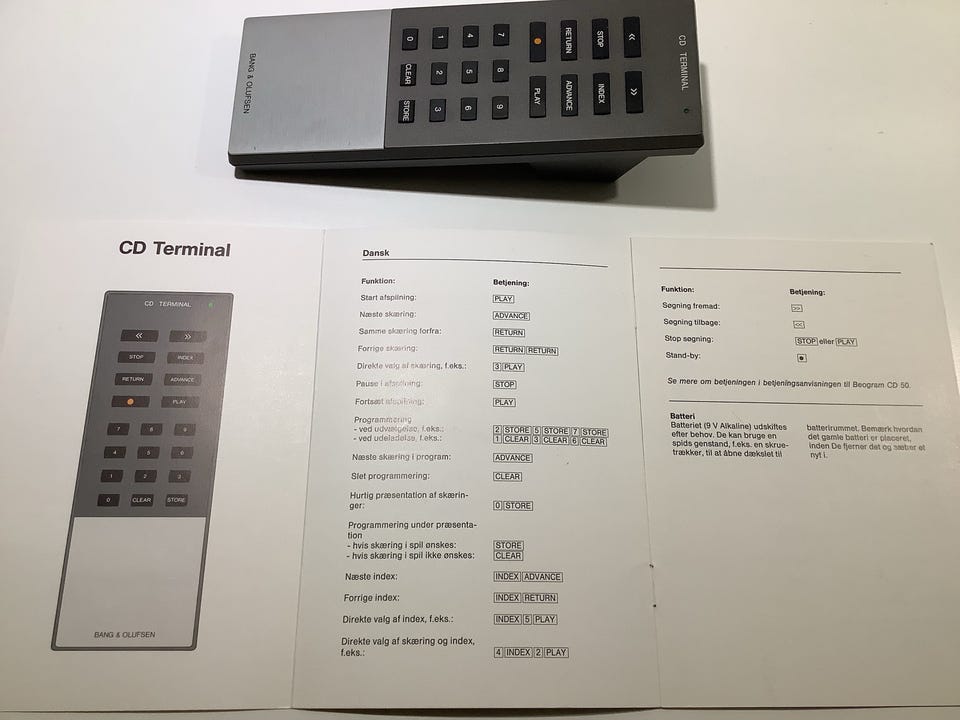 CD TERMINAL
<<
>>
STOP
INDEX
RETURN
ADVANCE
PLAY
7
8
9
4
5
6
1
2
3
0
CLEAR
STORE
BANG & OLUFSEN
CD Terminal
CD TERMINAL
<<
>>
STOP
INDEX
RETURN
ADVANCE
PLAY
7
8
9
4
5
6
1
2
3
0
CLEAR
STORE
BANG & OLUFSEN
Dansk
Funktion: Betjening:
Start afspilning: PLAY
Næste skæring: ADVANCE
Samme skæring forfra: RETURN
Forrige skæring: RETURN RETURN
Direkte valg af skæring, f.eks.: 3 PLAY
Pause i afspilning: STOP
Fortsæt afspilning: PLAY
Programmering
- ved udvælgelse, f.eks.: 2 STORE 5 STORE 7 STORE
- ved udeladelse, f.eks.: 1 CLEAR 3 CLEAR 6 CLEAR
Næste skæring i program: ADVANCE
Slet programmering: CLEAR
Hurtig præsentation af skærin-
ger: 0 STORE
Programmering under præsenta-
tion
- hvis skæring i spil ønskes: STORE
- hvis skæring i spil ikke ønskes: CLEAR
Næste index: INDEX ADVANCE
Forrige index: INDEX RETURN
Direkte valg af index, f.eks.: INDEX 5 PLAY
Direkte valg af skæring og index,
f.eks.: 4 INDEX 2 PLAY
Funktion: Betjening:
Søgning fremad: >>
Søgning tilbage: <<
Stop søgning: STOP eller PLAY
Stand-by: •
Se mere om betjeningen i betjeningsanvisningen til Beogram CD 50.
Batteri
Batteriet (9 V Alkaline) udskiftes
efter behov. De kan bruge en
spids genstand, f.eks. en skrue-
trækker, til at åbne dækslet til
batterirummet. Bemærk hvordan
det gamle batteri er placeret,
inden De fjerner det og sætter et
nyt i.